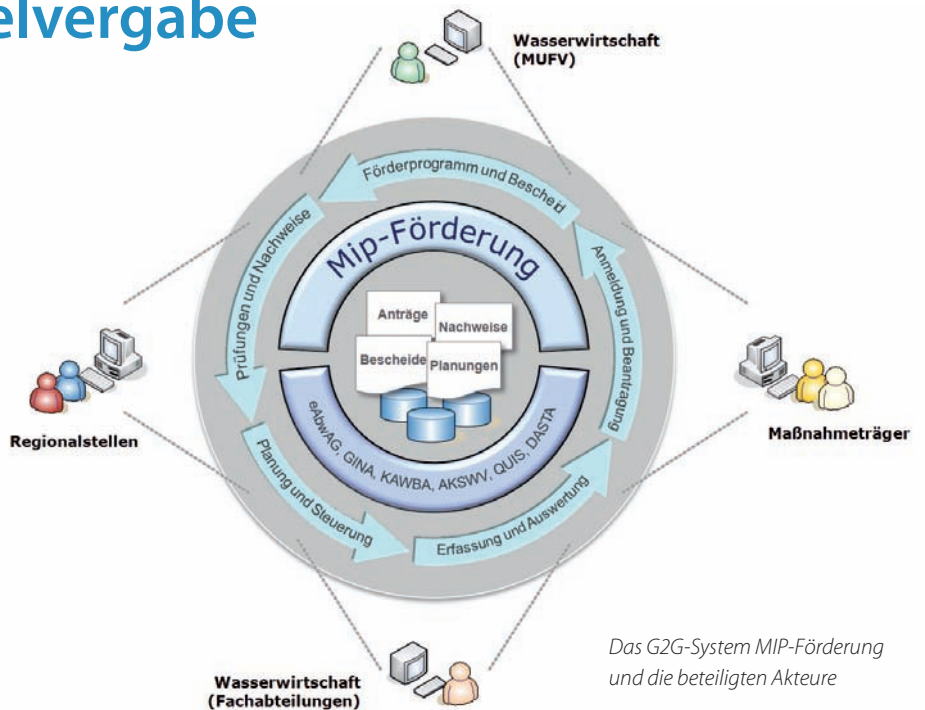 elvergabe
Wasserwirtschaft
(MUFV)
Förderprogramm und Bescheid
Prüfungen und Nachweise
Anmeldung und Beantragung
Mip-Förderung
Anträge
Nachweise
Bescheide
Planungen
Regionalstellen
Maßnahmeträger
eAbwAG, GINA, KAWBA, AKSWV, QUIS, DASTA
Planung und Steuerung
Erfassung und Auswertung
Das G2G-System MIP-Förderung
und die beteiligten Akteure
Wasserwirtschaft
(Fachabteilungen)